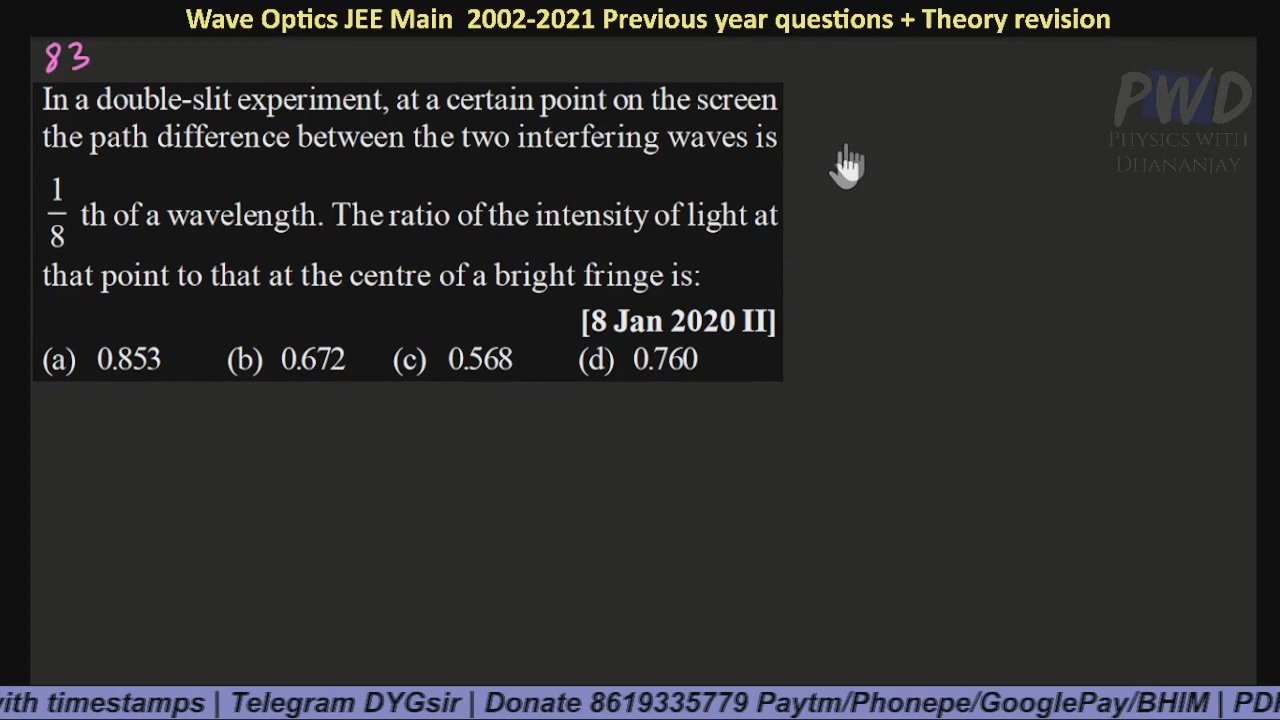 Wave Optics JEE Main 2002-2021 Previous year questions + Theory revision
83
In a double-slit experiment, at a certain point on the screen
the path difference between the two interfering waves is
1/8 th of a wavelength. The ratio of the intensity of light at
that point to that at the centre of a bright fringe is:
[8 Jan 2020 II]
(a) 0.853 (b) 0.672 (c) 0.568 (d) 0.760
PWD
PHYSICS WITH
DHANANJAY
with timestamps | Telegram DYGsir | Donate 8619335779 Paytm/Phonepe/GooglePay/BHIM |